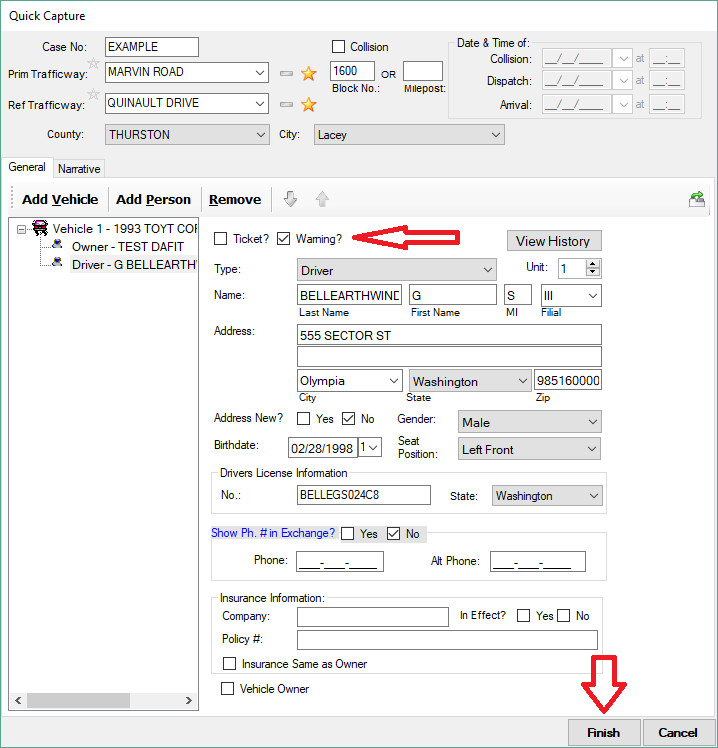 Quick Capture
Case No: EXAMPLE Collision Date & Time of:
Prim Trafficway: MARVIN ROAD 1600 OR Collision: __/__/____ at __:__
Block No.: Milepost: Dispatch: __/__/____ at __:__
Ref Trafficway: QUINAULT DRIVE Arrival: __/__/____ at __:__
County: THURSTON City: Lacey
General Narrative
Add Vehicle Add Person Remove
Vehicle 1 - 1993 TOYT COR
Owner - TEST DAFIT
Driver - G BELLEARTHW
Ticket? Warning? View History
Type: Driver Unit: 1
Name: BELLEARTHWIND G S III
Last Name First Name MI Filial
Address: 555 SECTOR ST
Olympia Washington 985160000
City State Zip
Address New? Yes No Gender: Male
Birthdate: 02/28/1998 1 Seat Position: Left Front
Drivers License Information
No.: BELLEGS024C8 State: Washington
Show Ph. # in Exchange? Yes No
Phone: ___-___-____ Alt Phone: ___-___-____
Insurance Information:
Company: In Effect? Yes No
Policy #:
Insurance Same as Owner
Vehicle Owner
Finish Cancel